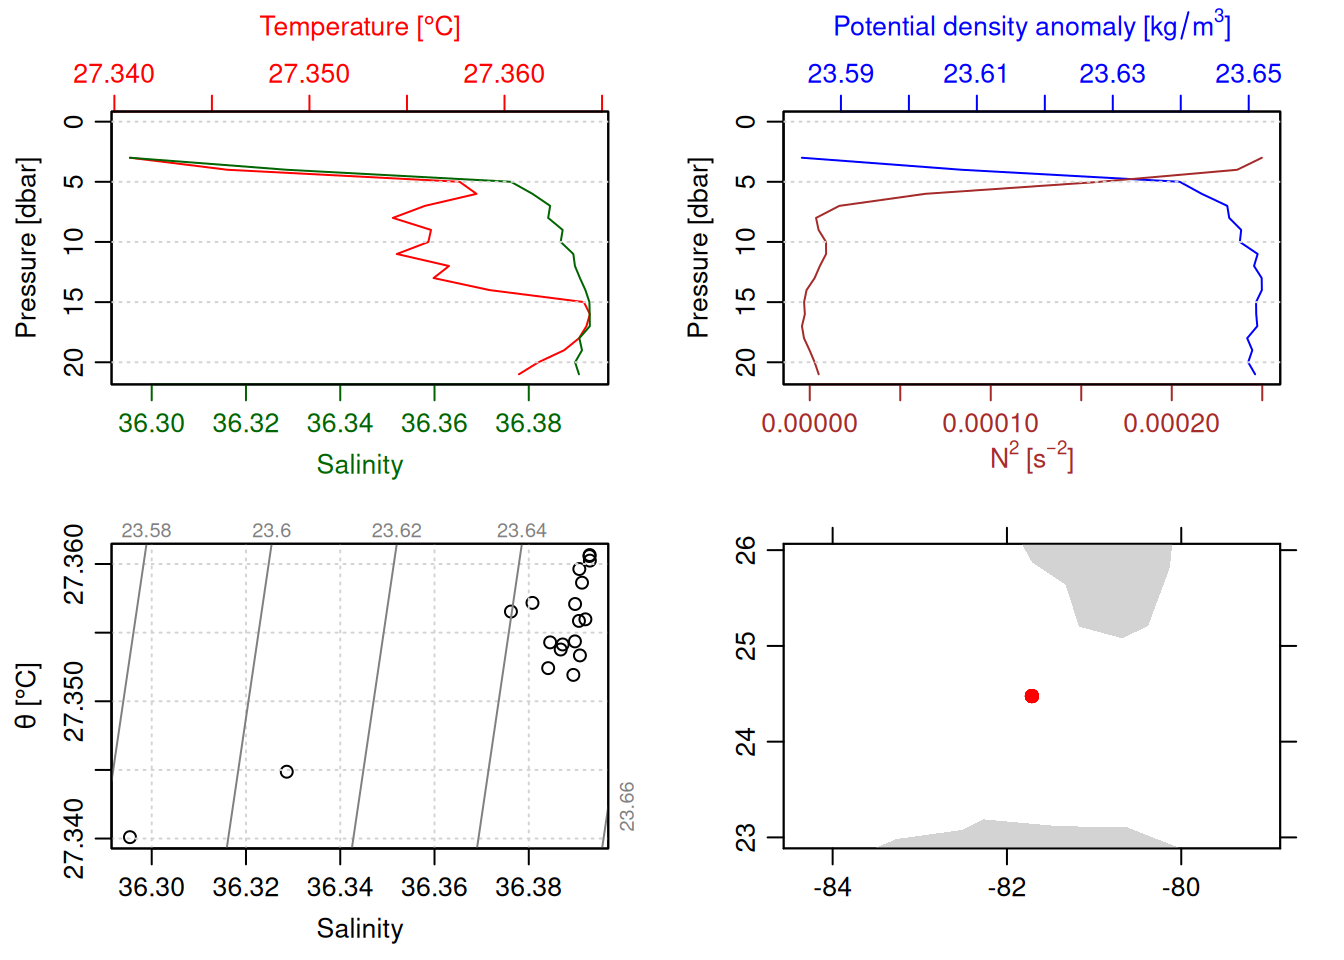 Temperature [°C]
27.340 27.350 27.360
Pressure [dbar]
0
5
10
15
20
36.30 36.32 36.34 36.36 36.38
Salinity
Potential density anomaly [kg/m³]
23.59 23.61 23.63 23.65
Pressure [dbar]
0
5
10
15
20
0.00000 0.00010 0.00020
N² [s⁻²]
23.58 23.6 23.62 23.64
23.66
θ [°C]
27.360
27.350
27.340
36.30 36.32 36.34 36.36 36.38
Salinity
26
25
24
23
-84 -82 -80